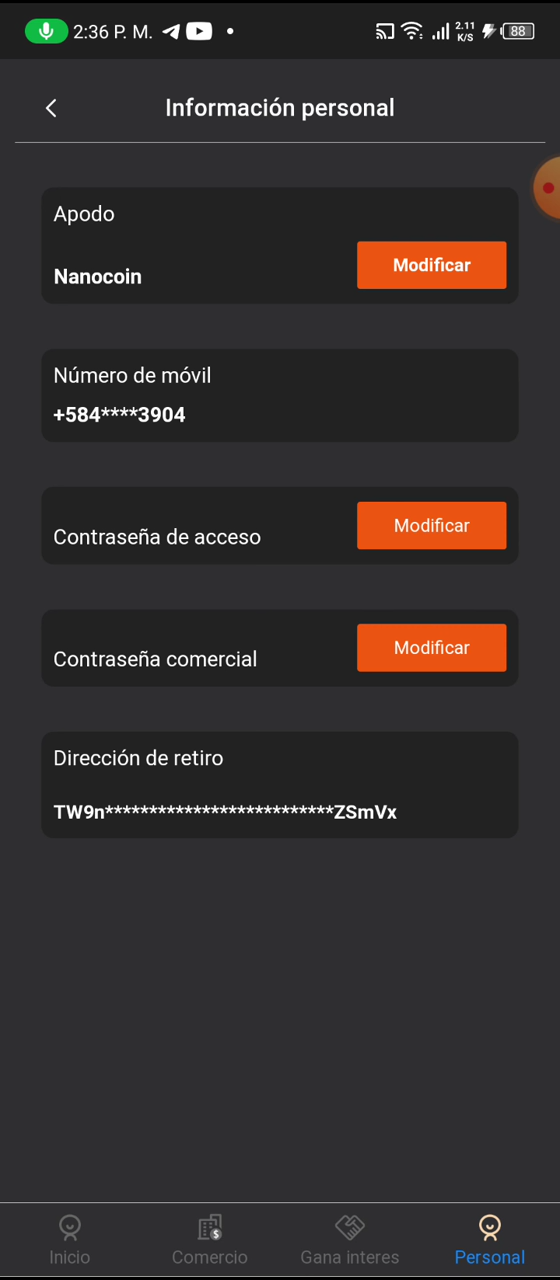 2:36 P. M.
2.11
K/S
88
Información personal
Apodo
Nanocoin
Modificar
Número de móvil
+584****3904
Contraseña de acceso
Modificar
Contraseña comercial
Modificar
Dirección de retiro
TW9n**************************ZSmVx
Inicio
Comercio
Gana interes
Personal